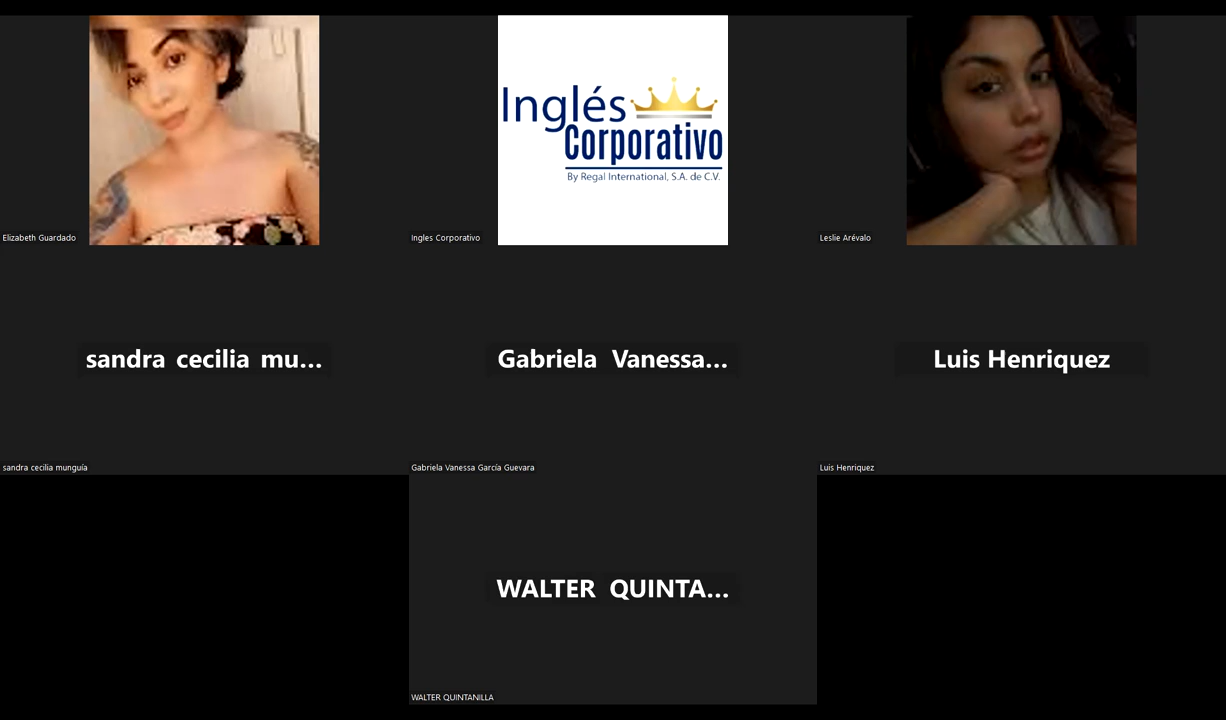 Inglés
Corporativo
By Regal International, S.A. de C.V.
Elizabeth Guardado
Ingles Corporativo
Leslie Arévalo
sandra cecilia mu...
Gabriela Vanessa...
Luis Henriquez
sandra cecilia munguía
Gabriela Vanessa García Guevara
Luis Henriquez
WALTER QUINTA...
WALTER QUINTANILLA